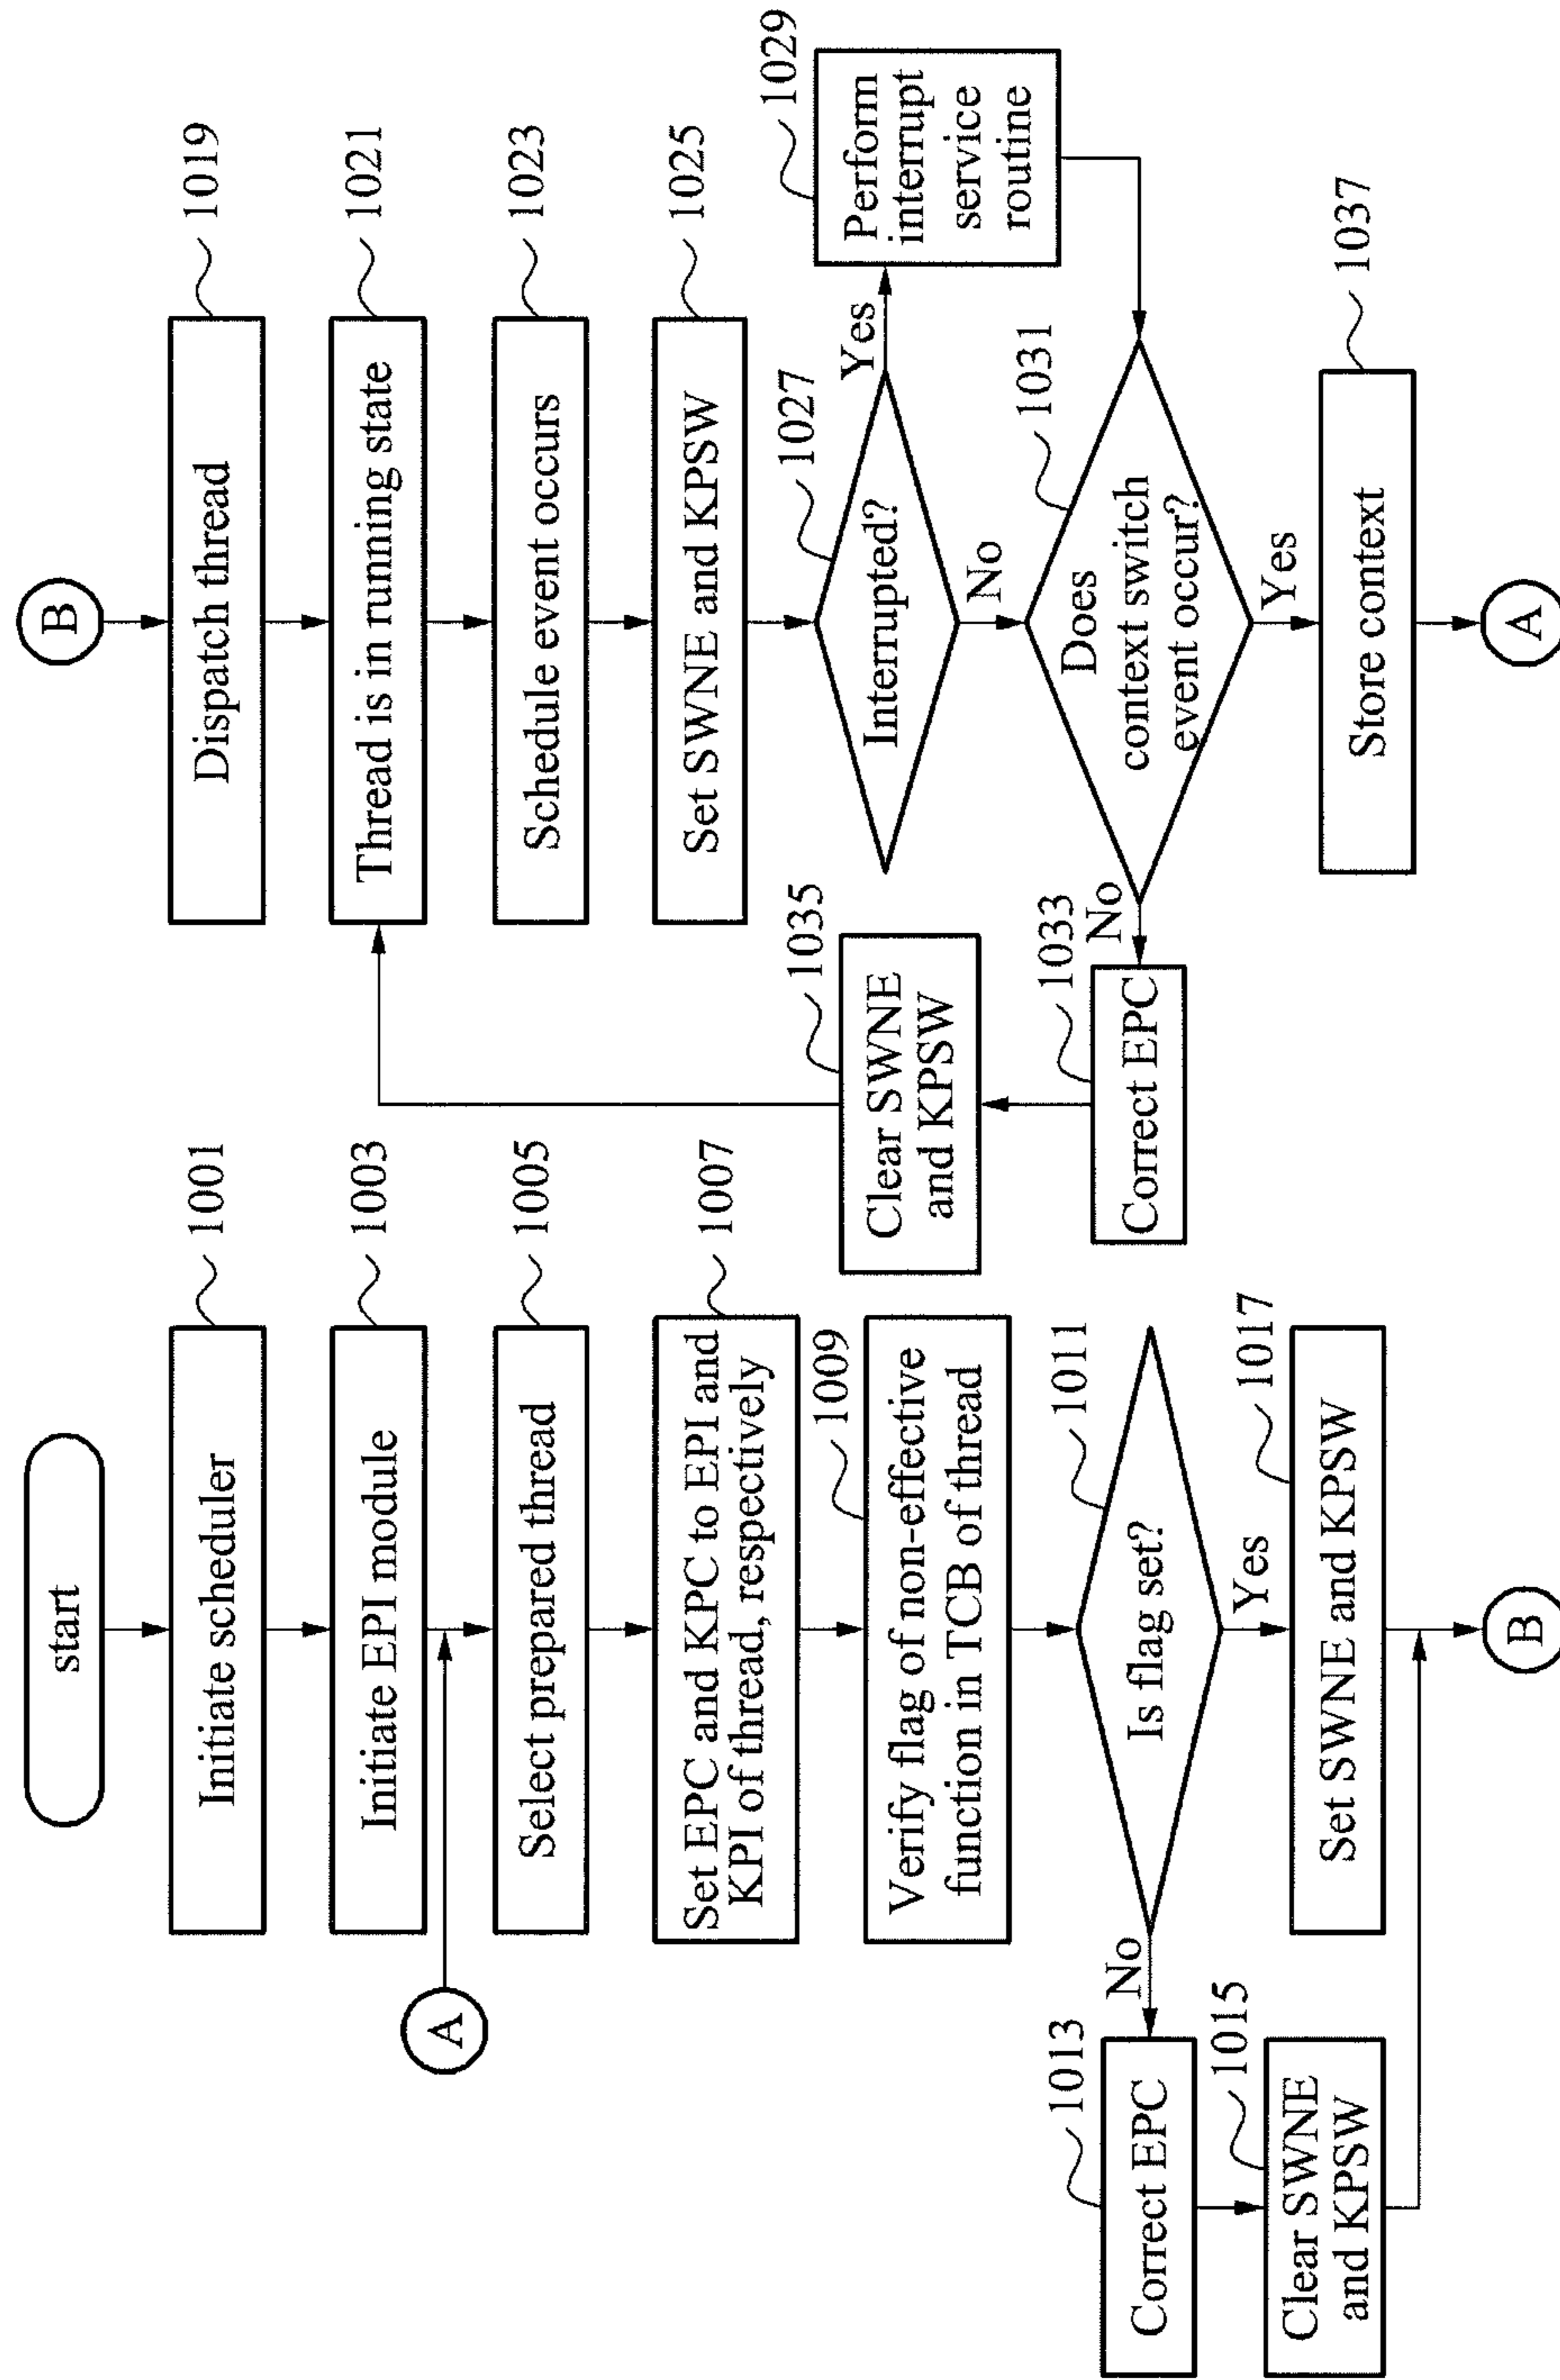 start
Initiate scheduler
1001
Initiate EPI module
1003
A
Select prepared thread
1005
Set EPC and KPC to EPI and
KPI of thread, respectively
1007
Verify flag of non-effective
function in TCB of thread
1009
Is flag set?
1011
No
Yes
Correct EPC
1013
Clear SWNE
and KPSW
1015
Set SWNE and KPSW
1017
B
B
Dispatch thread
1019
Thread is in running state
1021
Schedule event occurs
1023
Set SWNE and KPSW
1025
Interrupted?
1027
Yes
No
Perform
interrupt
service
routine
1029
Does
context switch
event occur?
1031
No
Yes
Correct EPC
1033
Clear SWNE
and KPSW
1035
Store context
1037
A